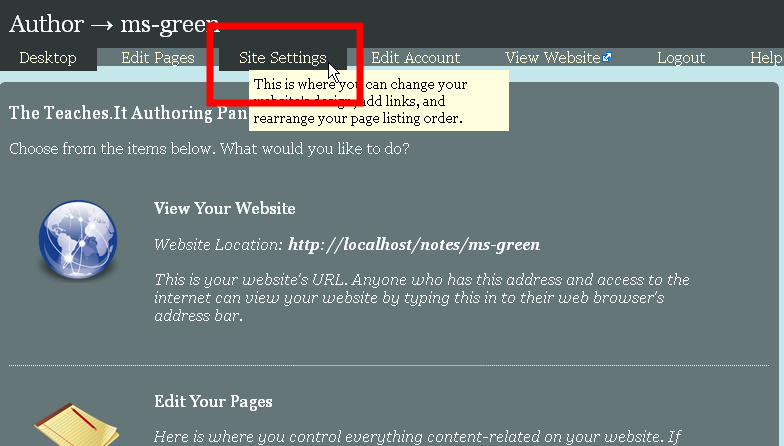 Author → ms-green
Desktop Edit Pages Site Settings Edit Account View Website Logout Help
This is where you can change your
website's design, add links, and
rearrange your page listing order.
The Teaches.It Authoring Pan
Choose from the items below. What would you like to do?
View Your Website
Website Location: http://localhost/notes/ms-green
This is your website's URL. Anyone who has this address and access to the
internet can view your website by typing this in to their web browser's
address bar.
Edit Your Pages
Here is where you control everything content-related on your website. If